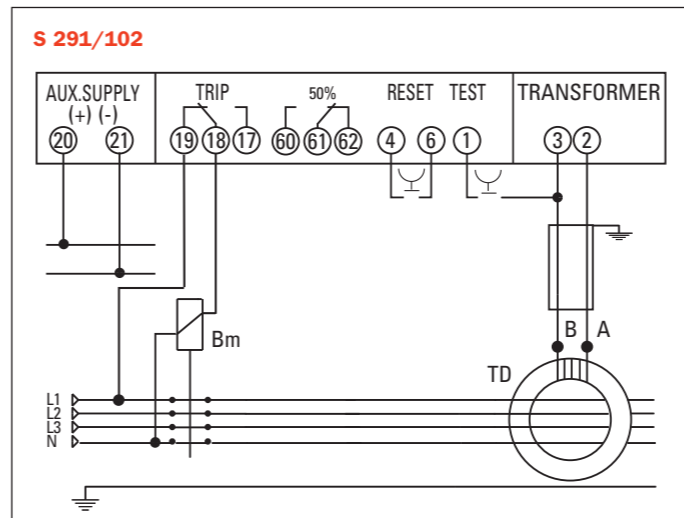 S 291/102
AUX.SUPPLY TRIP 50% RESET TEST TRANSFORMER
(+) (-)
20 21 19 18 17 60 61 62 4 6 1 3 2
B A
Bm
TD
L1
L2
L3
N